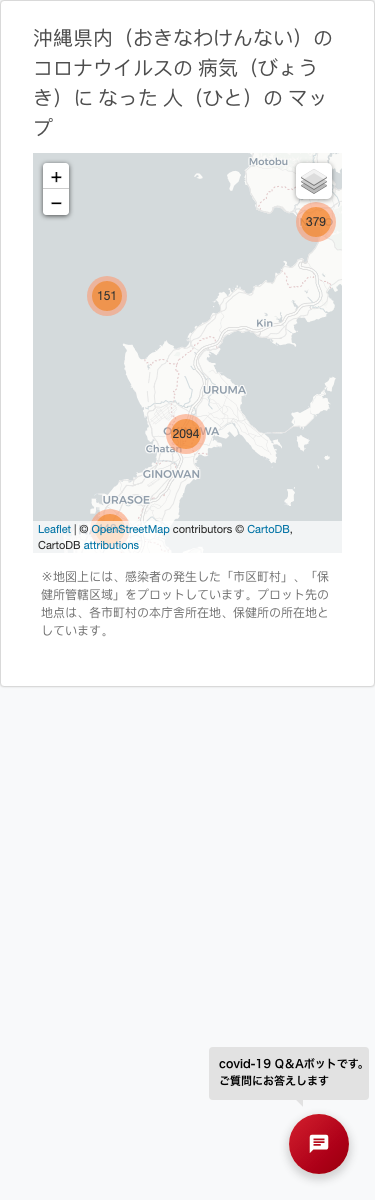 沖縄県内（おきなわけんない）の
コロナウイルスの 病気（びょう
き）に なった 人（ひと）の マッ
プ
Motobu
+
−
379
151
Kin
URUMA
2094
Chatan
GINOWAN
URASOE
Leaflet | © OpenStreetMap contributors © CartoDB,
CartoDB attributions
※地図上には、感染者の発生した「市区町村」、「保
健所管轄区域」をプロットしています。プロット先の
地点は、各市町村の本庁舎所在地、保健所の所在地と
しています。
covid-19 Q&Aボットです。
ご質問にお答えします